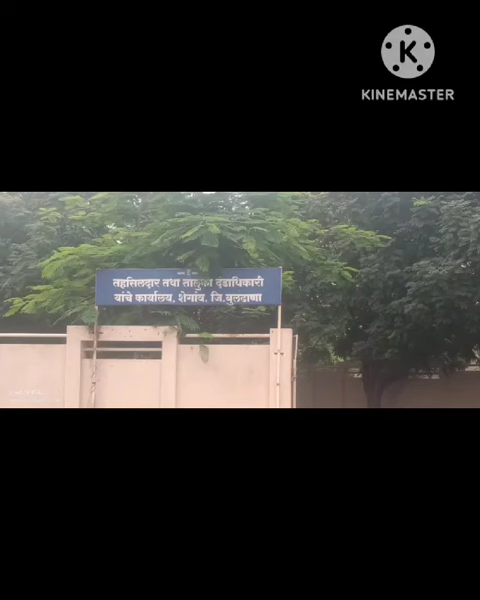 KINEMASTER
तहसिलदार तथा तालुका दंडाधिकारी
यांचे कार्यालय, शेगांव, जि.बुलढाणा